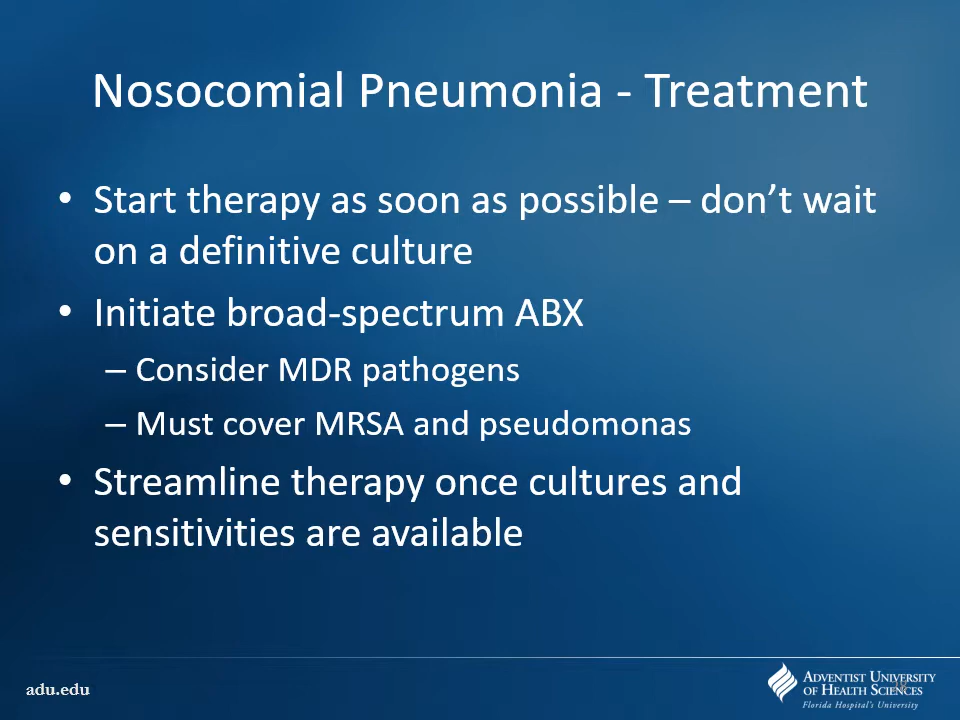 Nosocomial Pneumonia - Treatment
• Start therapy as soon as possible – don’t wait
on a definitive culture
• Initiate broad-spectrum ABX
– Consider MDR pathogens
– Must cover MRSA and pseudomonas
• Streamline therapy once cultures and
sensitivities are available
adu.edu
Adventist University
of Health Sciences
Florida Hospital's University